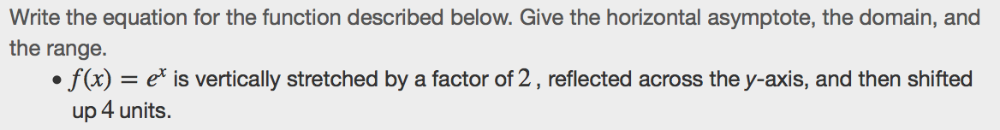 Write the equation for the function described below. Give the horizontal asymptote, the domain, and
the range.
• f(x) = eˣ is vertically stretched by a factor of 2 , reflected across the y-axis, and then shifted
up 4 units.